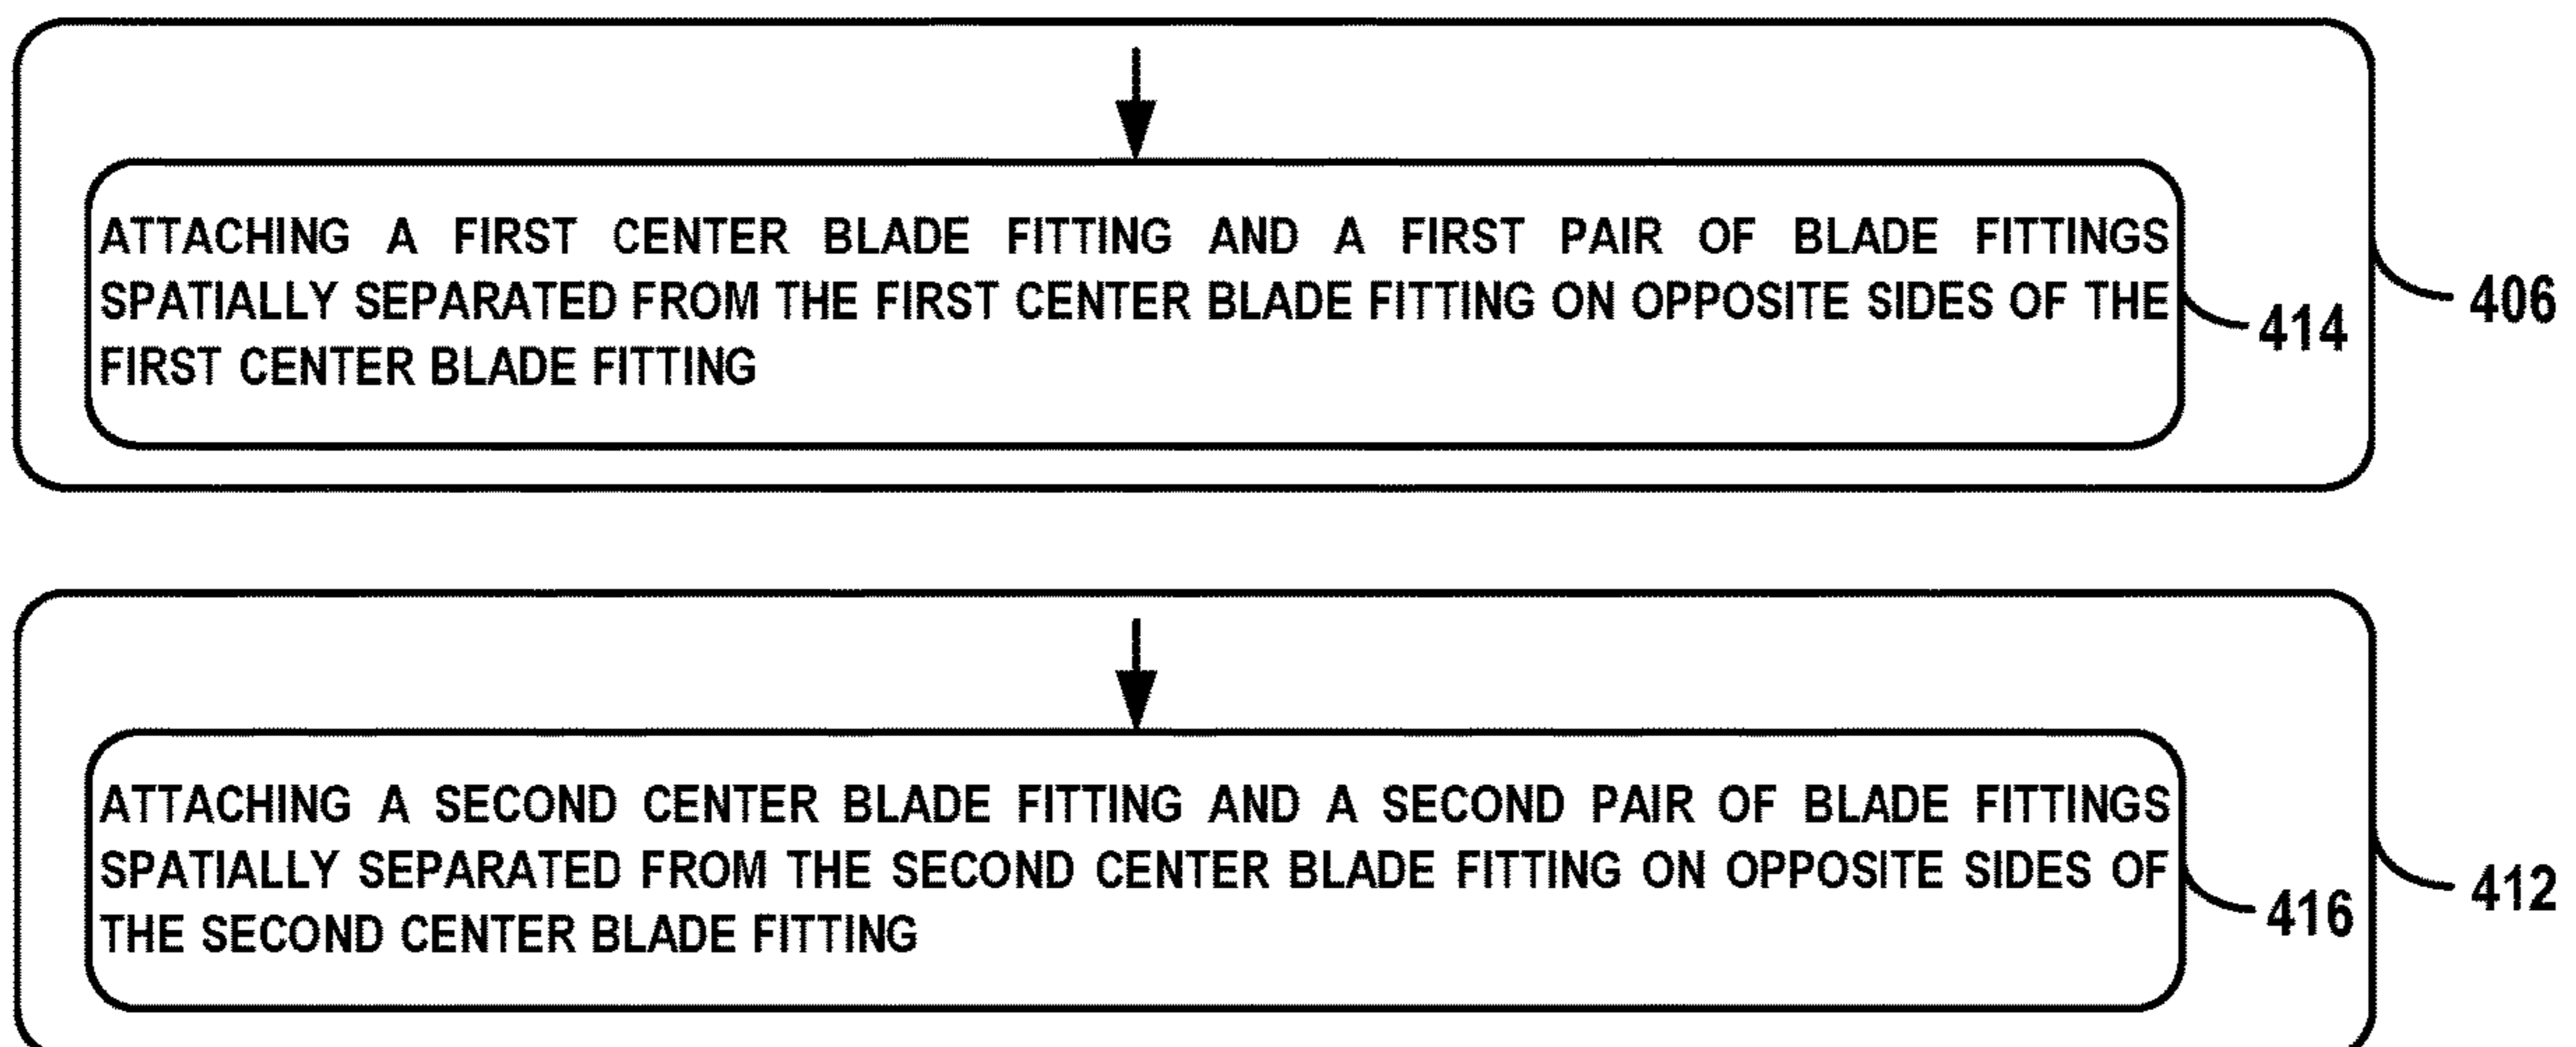 ATTACHING A FIRST CENTER BLADE FITTING AND A FIRST PAIR OF BLADE FITTINGS
SPATIALLY SEPARATED FROM THE FIRST CENTER BLADE FITTING ON OPPOSITE SIDES OF THE
FIRST CENTER BLADE FITTING
414
406
ATTACHING A SECOND CENTER BLADE FITTING AND A SECOND PAIR OF BLADE FITTINGS
SPATIALLY SEPARATED FROM THE SECOND CENTER BLADE FITTING ON OPPOSITE SIDES OF
THE SECOND CENTER BLADE FITTING
416
412